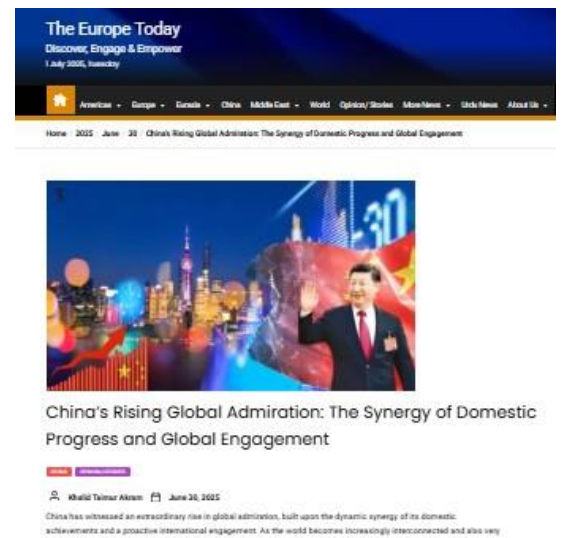 The Europe Today
Discover, Engage & Empower
1 July 2025, Tuesday
Americas Europe Eurasia China Middle East World Opinion/ Stories More News Urdu News About Us
Home 2025 June 30 China's Rising Global Admiration: The Synergy of Domestic Progress and Global Engagement
-30
China's Rising Global Admiration: The Synergy of Domestic
Progress and Global Engagement
Khalid Taimur Akram June 30, 2025
China has witnessed an extraordinary rise in global admiration, built upon the dynamic synergy of its domestic
achievements and a proactive international engagement. As the world becomes increasingly interconnected and also very